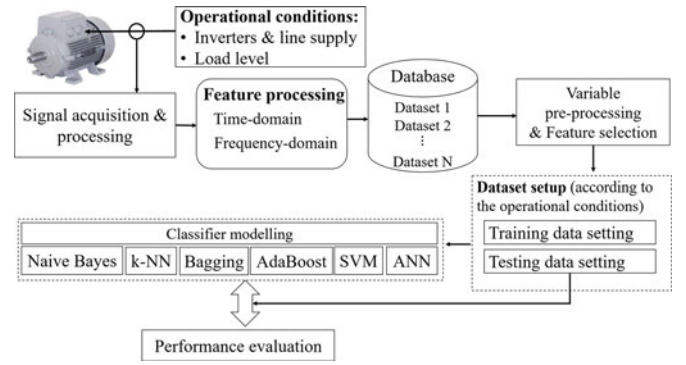 Operational conditions:
• Inverters & line supply
• Load level
Signal acquisition &
processing
Feature processing
Time-domain
Frequency-domain
Database
Dataset 1
Dataset 2
⋮
Dataset N
Variable
pre-processing
& Feature selection
Dataset setup (according to
the operational conditions)
Training data setting
Testing data setting
Classifier modelling
Naive Bayes
k-NN
Bagging
AdaBoost
SVM
ANN
Performance evaluation